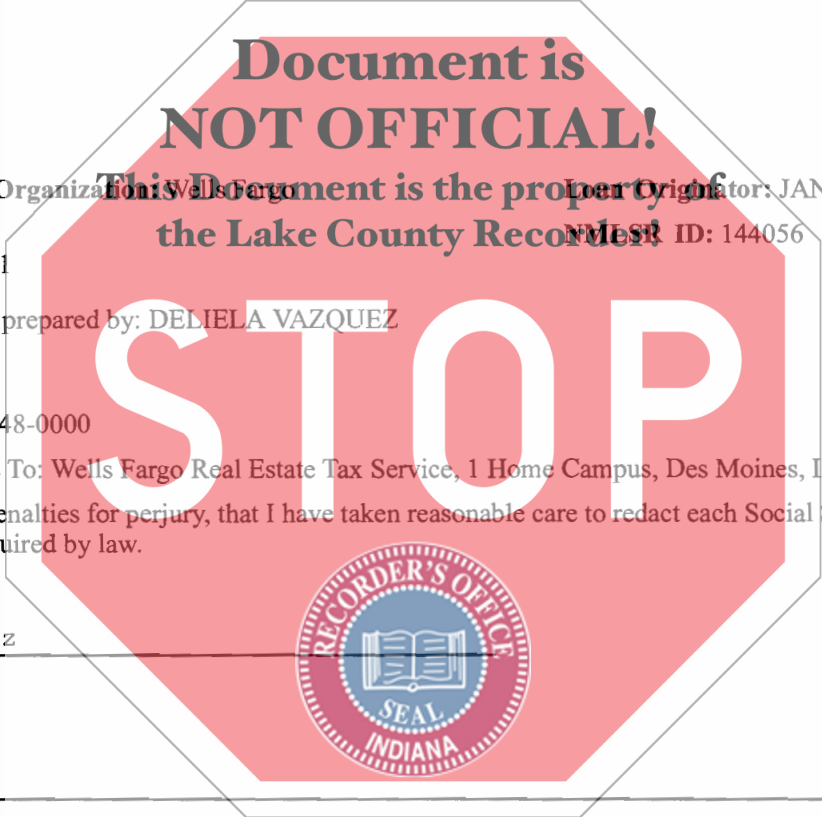 Document is
NOT OFFICIAL!
This Document is the property of
the Lake County Recorder!
Organization: Wells Fargo Loan Originator: JAN
NMLSR ID: 144056
1
prepared by: DELIELA VAZQUEZ
STOP
48-0000
To: Wells Fargo Real Estate Tax Service, 1 Home Campus, Des Moines, I
enalties for perjury, that I have taken reasonable care to redact each Social
uired by law.
z
RECORDER'S OFFICE
SEAL
INDIANA